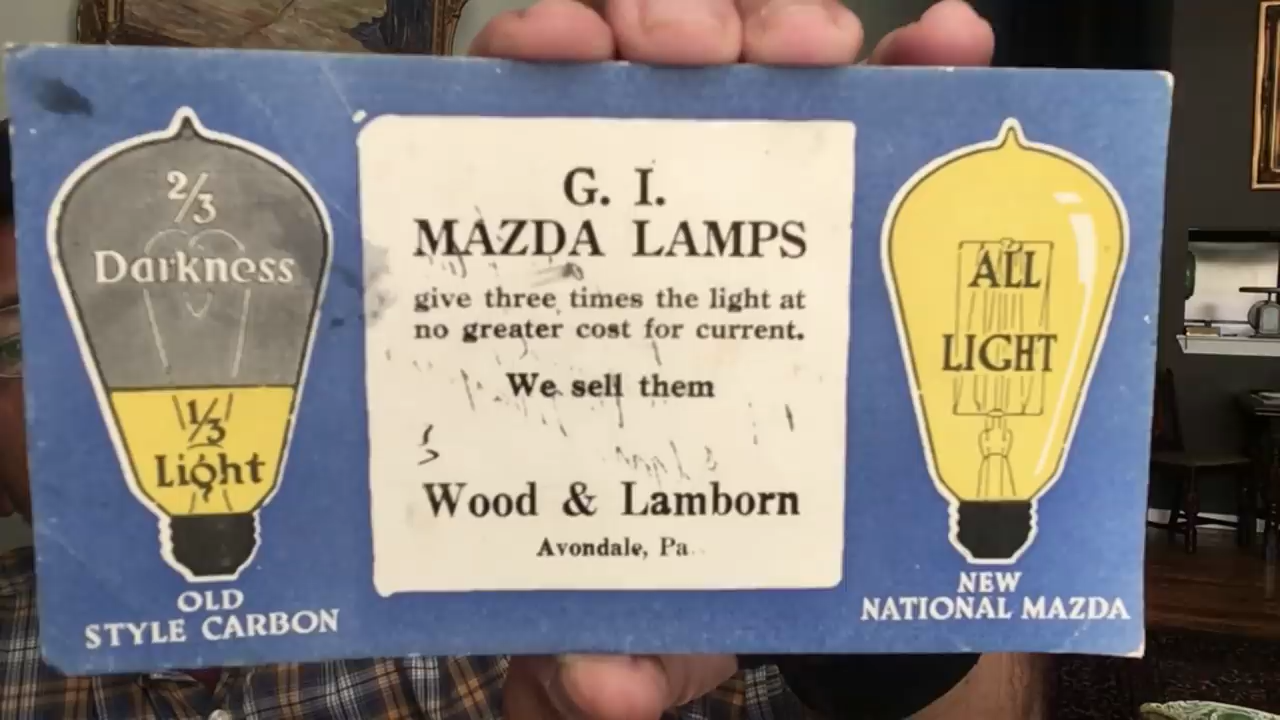 2/3
Darkness
1/3
Light
OLD
STYLE CARBON
G. I.
MAZDA LAMPS
give three times the light at
no greater cost for current.
We sell them
Wood & Lamborn
Avondale, Pa.
ALL
LIGHT
NEW
NATIONAL MAZDA